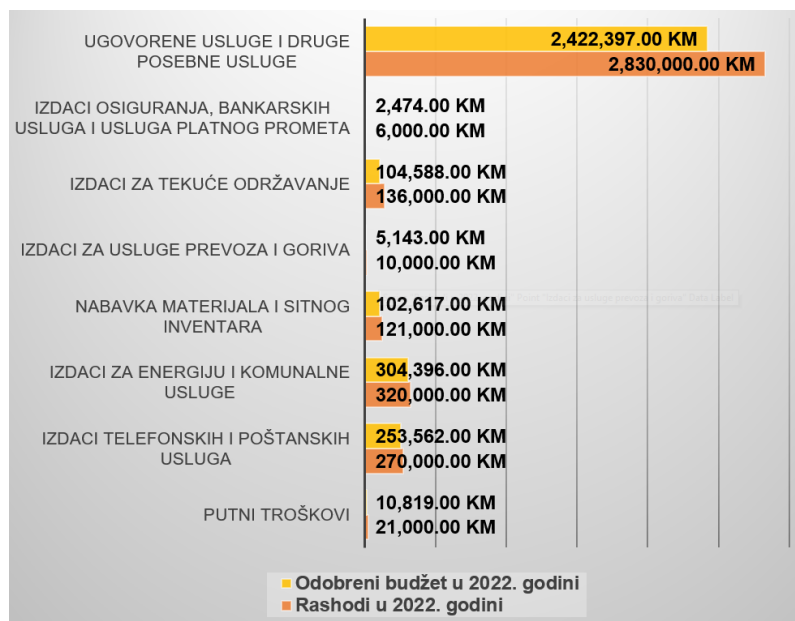 UGOVORENE USLUGE I DRUGE
POSEBNE USLUGE
2,422,397.00 KM
2,830,000.00 KM
IZDACI OSIGURANJA, BANKARSKIH
USLUGA I USLUGA PLATNOG PROMETA
2,474.00 KM
6,000.00 KM
IZDACI ZA TEKUĆE ODRŽAVANJE
104,588.00 KM
136,000.00 KM
IZDACI ZA USLUGE PREVOZA I GORIVA
5,143.00 KM
10,000.00 KM
NABAVKA MATERIJALA I SITNOG
INVENTARA
102,617.00 KM
121,000.00 KM
IZDACI ZA ENERGIJU I KOMUNALNE
USLUGE
304,396.00 KM
320,000.00 KM
IZDACI TELEFONSKIH I POŠTANSKIH
USLUGA
253,562.00 KM
270,000.00 KM
PUTNI TROŠKOVI
10,819.00 KM
21,000.00 KM
Odobreni budžet u 2022. godini
Rashodi u 2022. godini